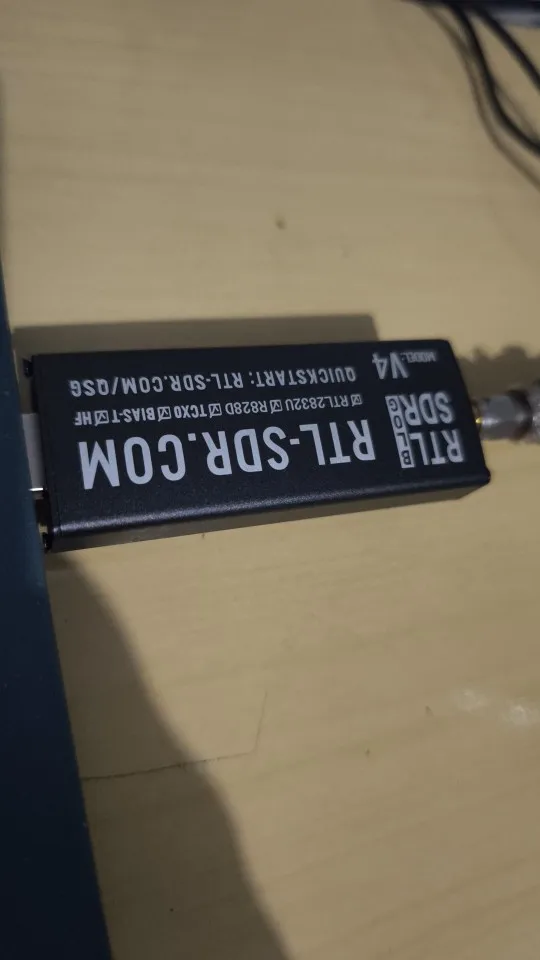 RTL-SDR.COM
☑RTL2832U ☑R828D ☑TCXO ☑BIAS-T ☑HF
QUICKSTART: RTL-SDR.COM/QSG
RTL
SDR
BLOG
MODEL: V4